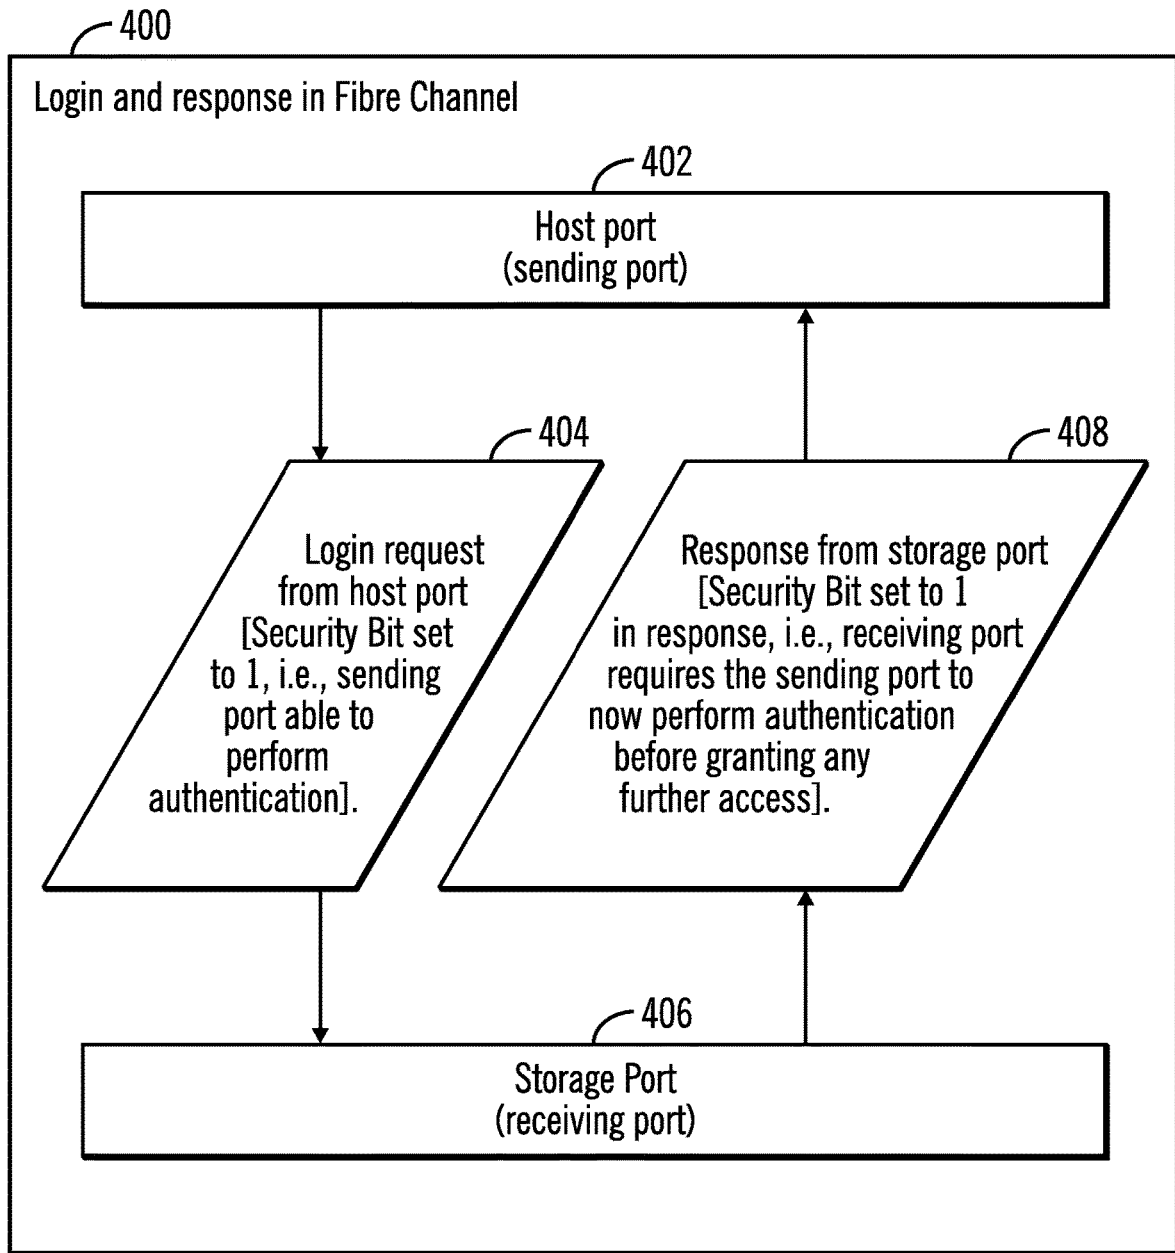 400
Login and response in Fibre Channel
402
Host port
(sending port)
404
Login request
from host port
[Security Bit set
to 1, i.e., sending
port able to
perform
authentication].
408
Response from storage port
[Security Bit set to 1
in response, i.e., receiving port
requires the sending port to
now perform authentication
before granting any
further access].
406
Storage Port
(receiving port)